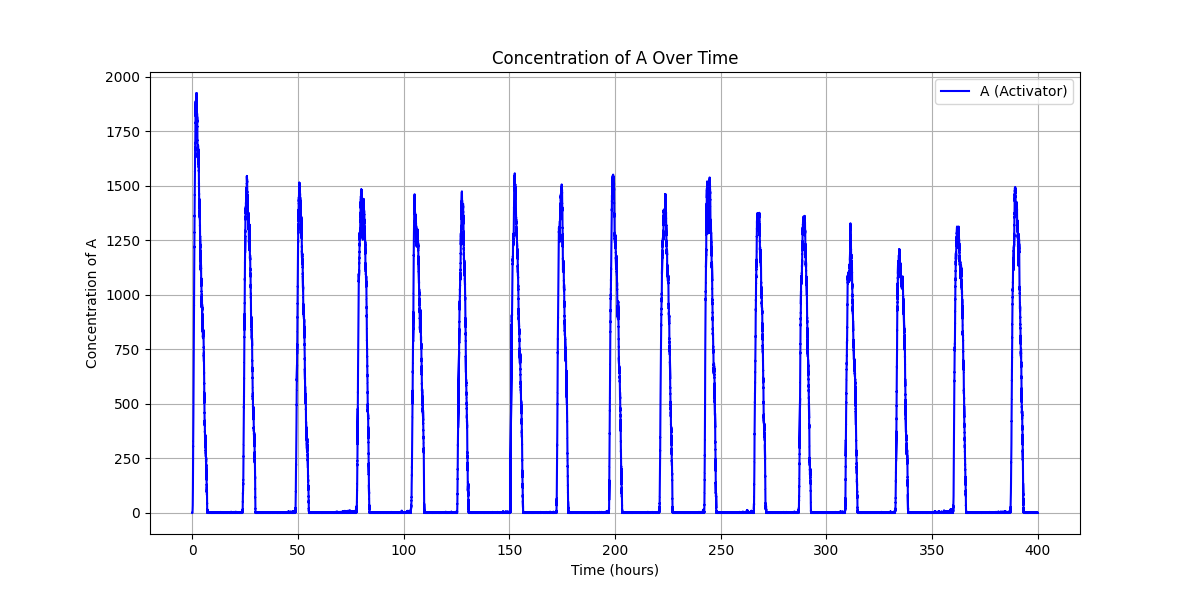 Concentration of A Over Time
A (Activator)
Concentration of A
2000
1750
1500
1250
1000
750
500
250
0
0 50 100 150 200 250 300 350 400
Time (hours)